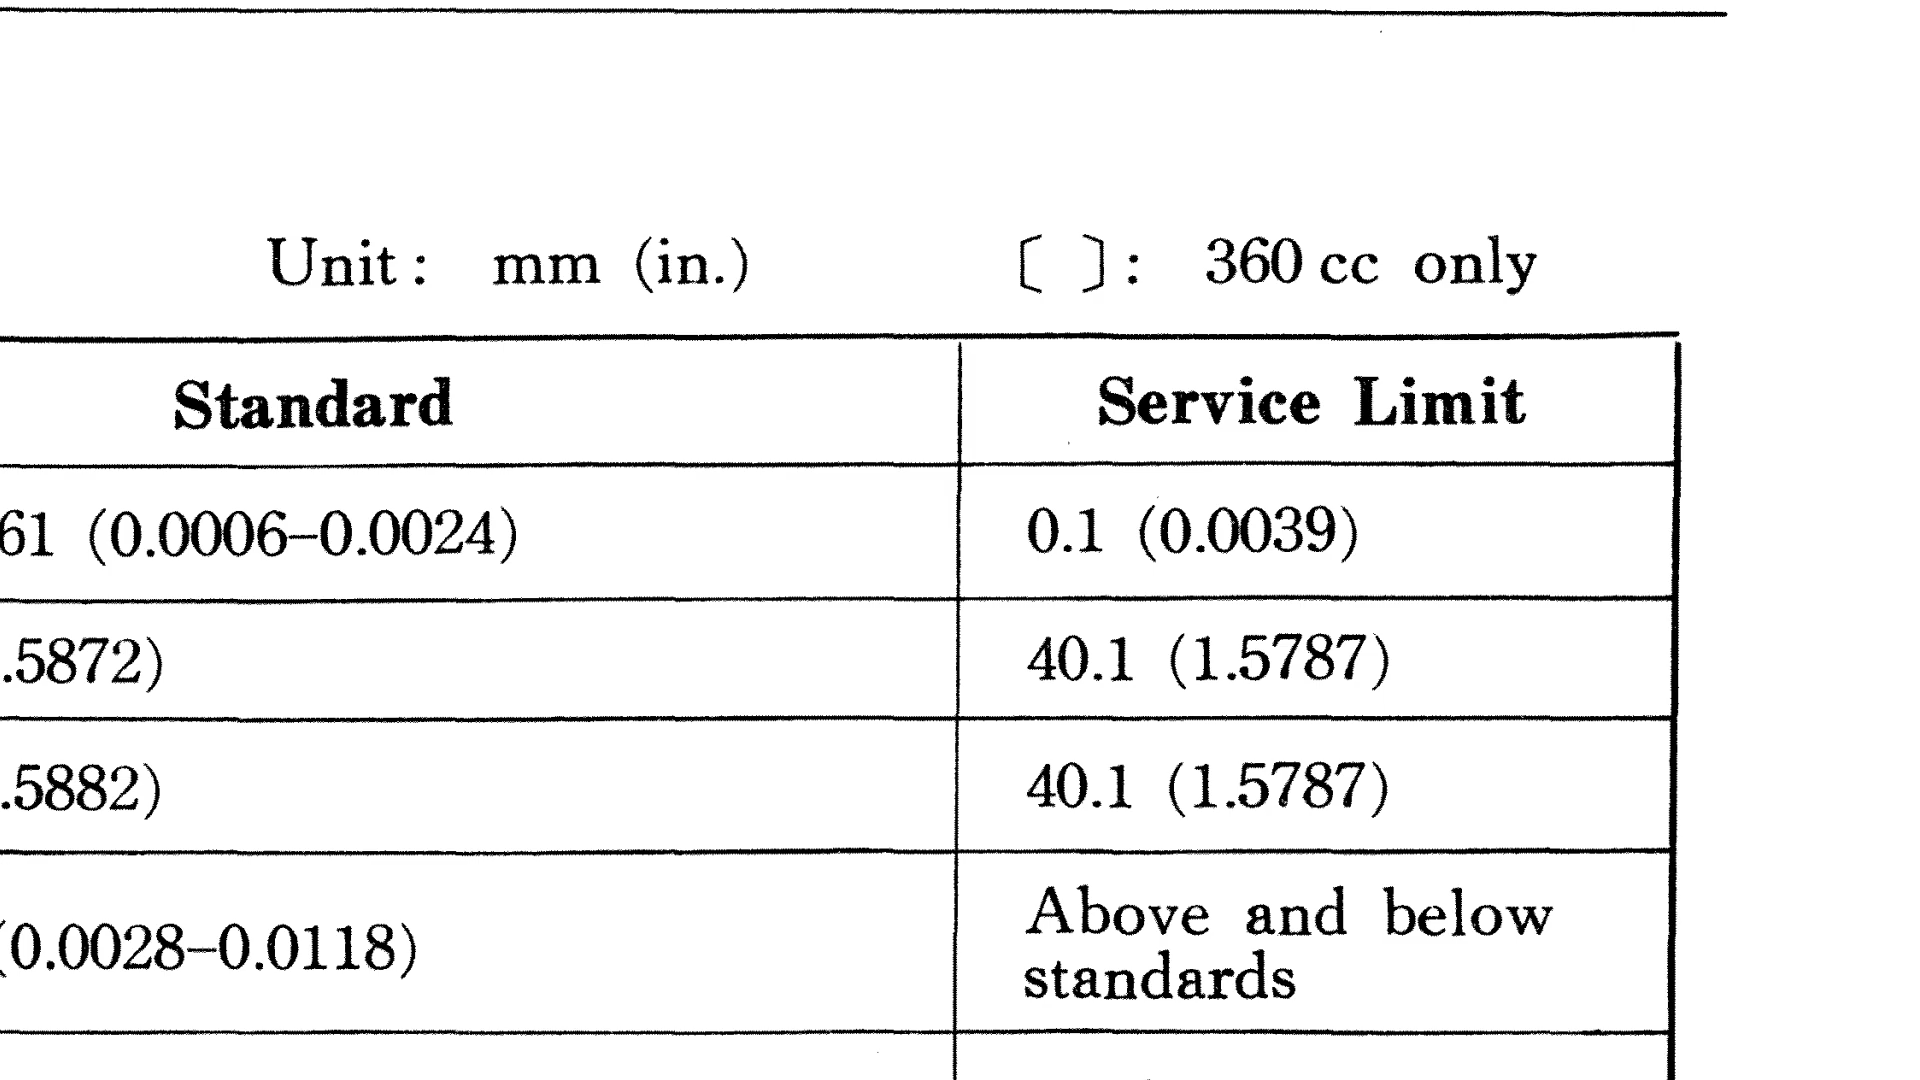 Unit: mm (in.) 〔 〕: 360 cc only
Standard Service Limit
61 (0.0006–0.0024) 0.1 (0.0039)
.5872) 40.1 (1.5787)
.5882) 40.1 (1.5787)
(0.0028–0.0118) Above and below
standards